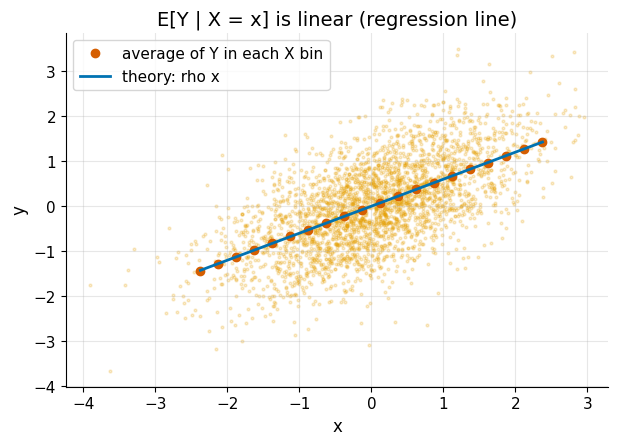 E[Y | X = x] is linear (regression line)
average of Y in each X bin
theory: rho x
3
2
1
0
−1
−2
−3
−4
y
−4 −3 −2 −1 0 1 2 3
x